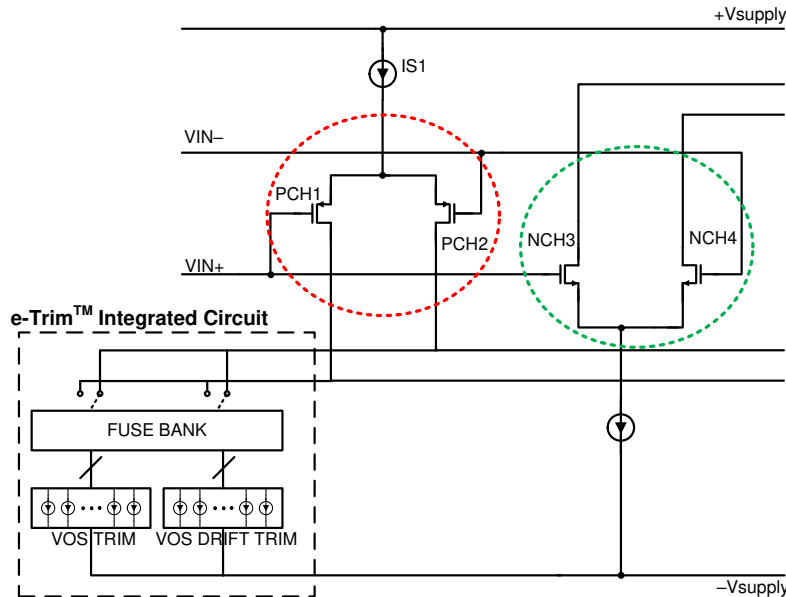 +Vsupply
IS1
VIN–
PCH1
PCH2
NCH3
NCH4
VIN+
e-Trim™ Integrated Circuit
FUSE BANK
VOS TRIM
VOS DRIFT TRIM
–Vsupply